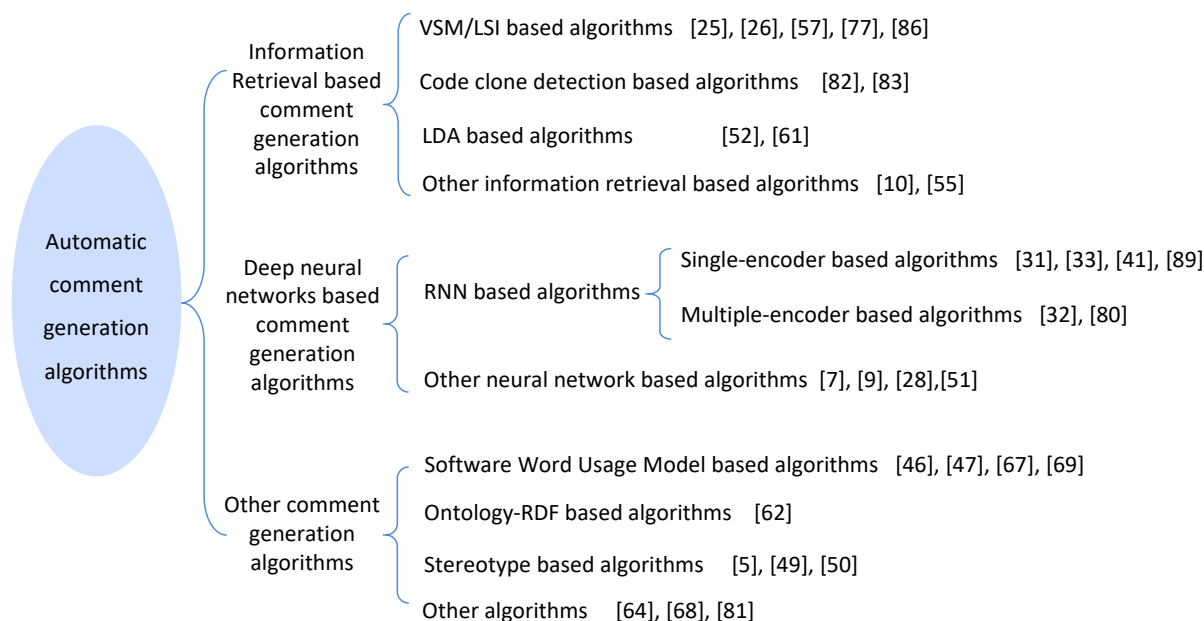 Automatic
comment
generation
algorithms
Information
Retrieval based
comment
generation
algorithms
VSM/LSI based algorithms [25], [26], [57], [77], [86]
Code clone detection based algorithms [82], [83]
LDA based algorithms [52], [61]
Other information retrieval based algorithms [10], [55]
Deep neural
networks based
comment
generation
algorithms
RNN based algorithms
Single-encoder based algorithms [31], [33], [41], [89]
Multiple-encoder based algorithms [32], [80]
Other neural network based algorithms [7], [9], [28],[51]
Other comment
generation
algorithms
Software Word Usage Model based algorithms [46], [47], [67], [69]
Ontology-RDF based algorithms [62]
Stereotype based algorithms [5], [49], [50]
Other algorithms [64], [68], [81]